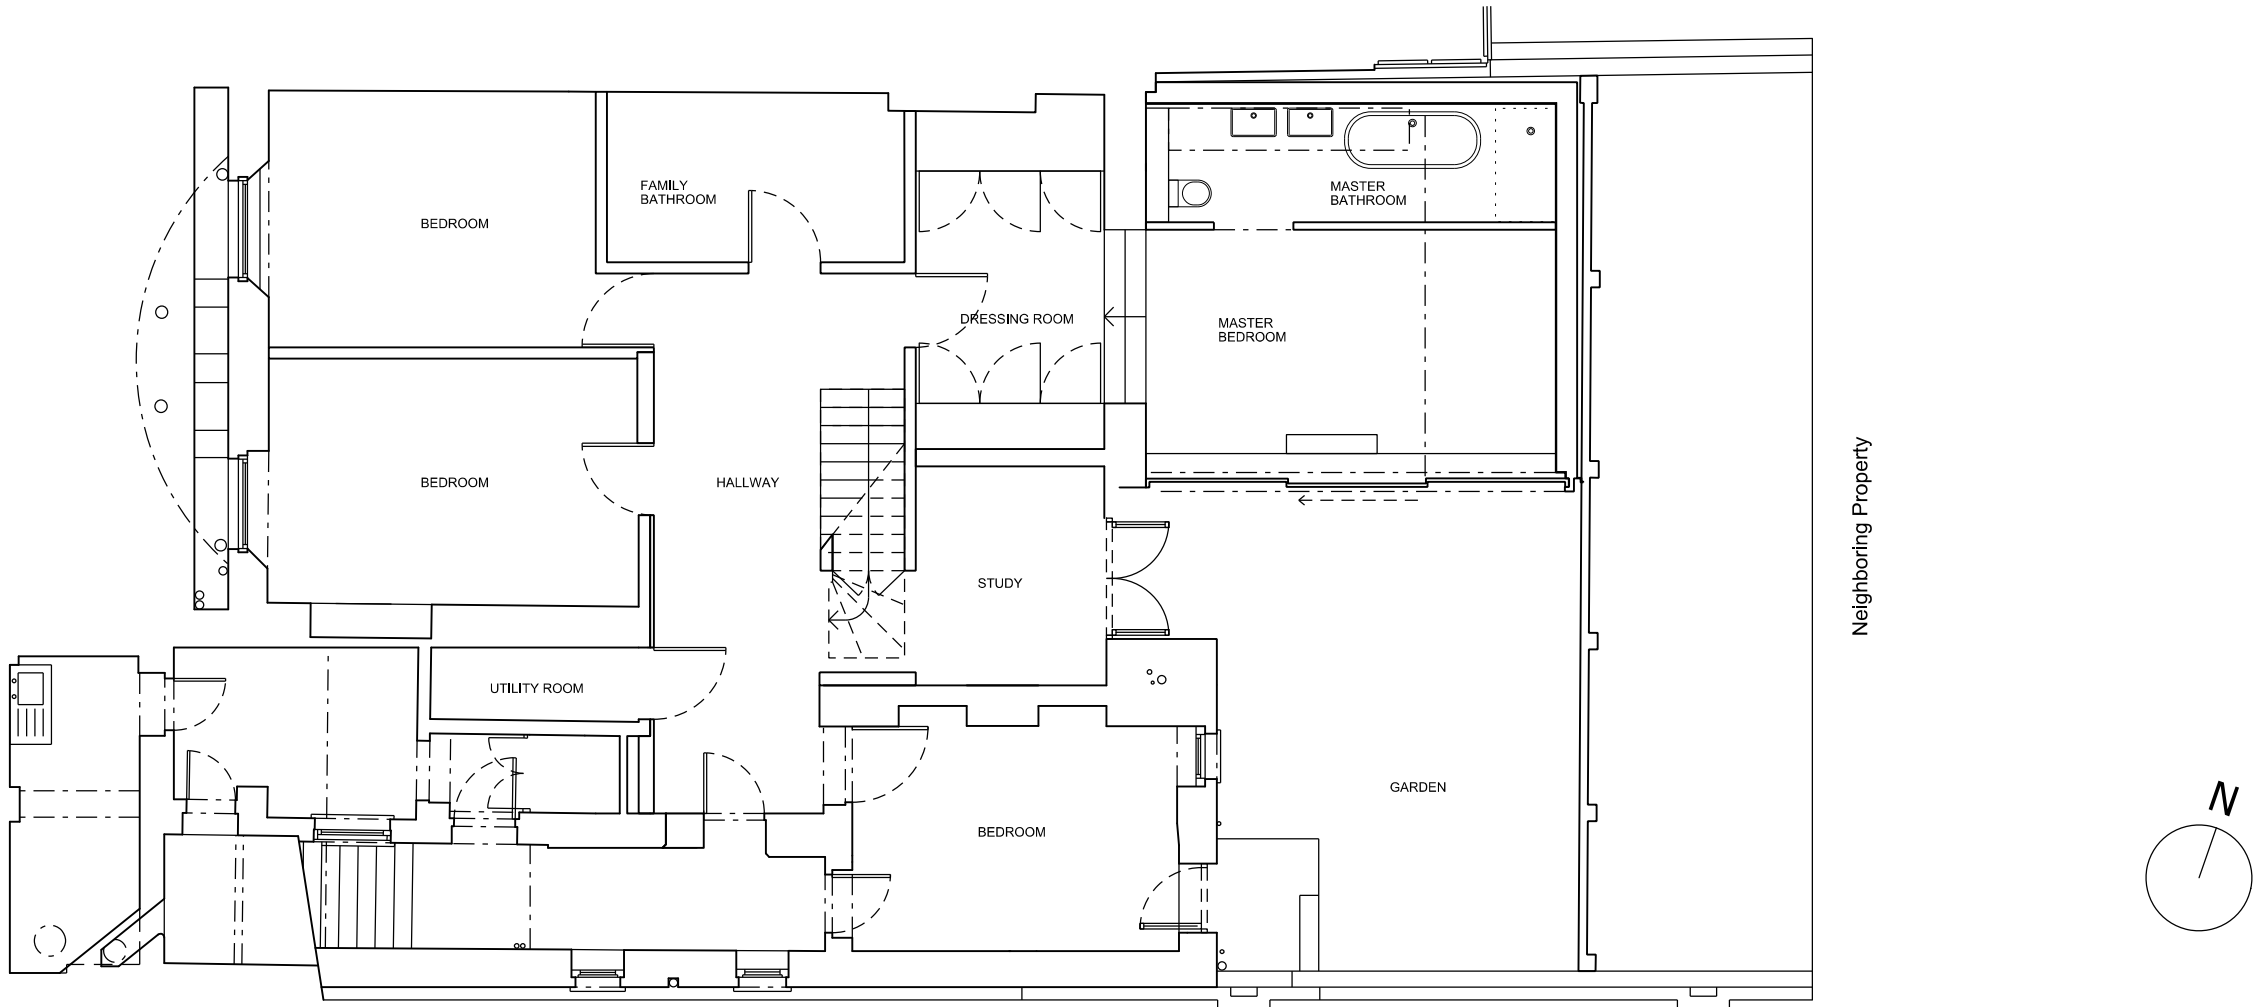 FAMILY
BATHROOM
MASTER
BATHROOM
BEDROOM
DRESSING ROOM
MASTER
BEDROOM
BEDROOM
HALLWAY
STUDY
UTILITY ROOM
GARDEN
BEDROOM
Neighboring Property
N